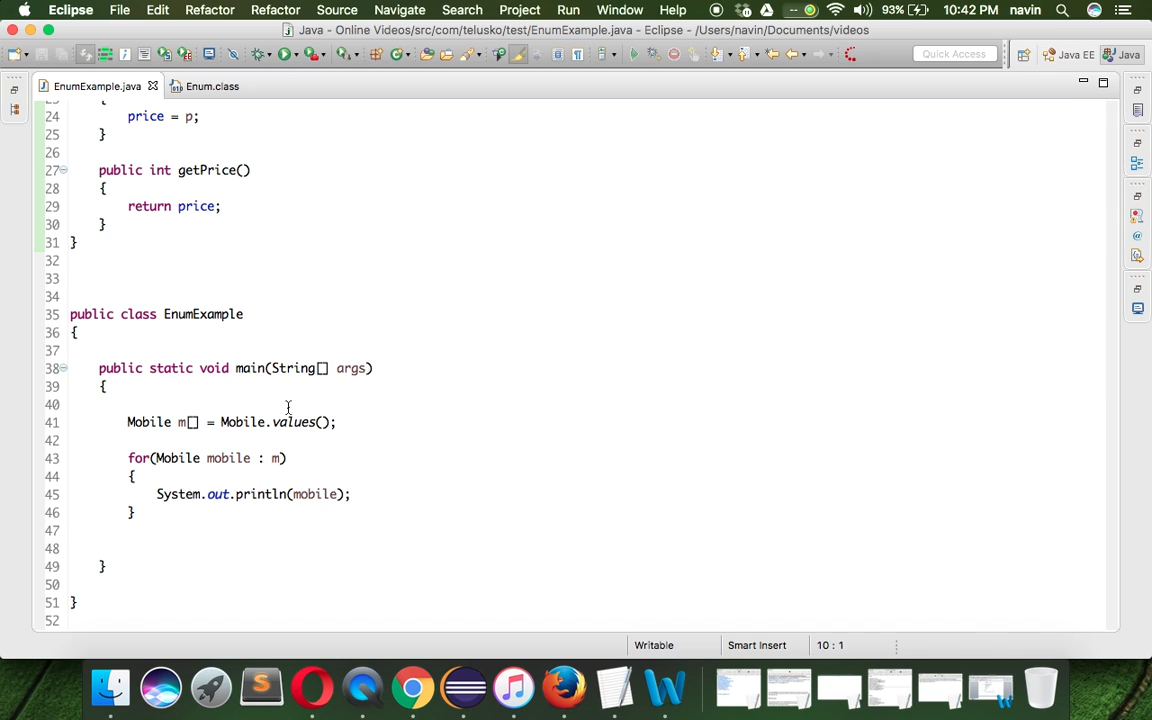 Eclipse File Edit Refactor Refactor Source Navigate Search Project Run Window Help 93% 10:42 PM navin
Java - Online Videos/src/com/telusko/test/EnumExample.java - Eclipse - /Users/navin/Documents/videos
Quick Access Java EE Java
EnumExample.java Enum.class
24 price = p;
25 }
26
27 public int getPrice()
28 {
29 return price;
30 }
31 }
32
33
34
35 public class EnumExample
36 {
37
38 public static void main(String[] args)
39 {
40
41 Mobile m[] = Mobile.values();
42
43 for(Mobile mobile : m)
44 {
45 System.out.println(mobile);
46 }
47
48
49 }
50
51 }
52
Writable Smart Insert 10 : 1